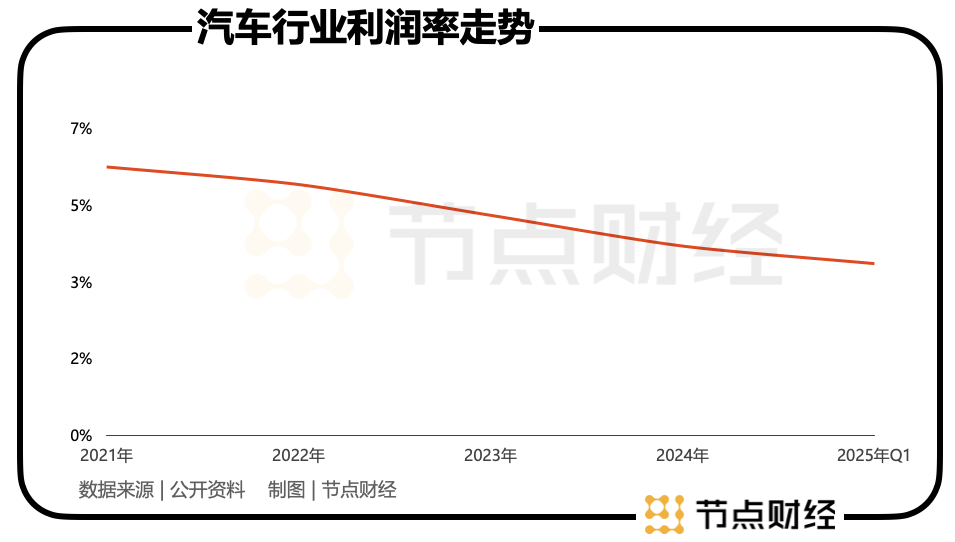 汽车行业利润率走势
7%
5%
节点财经
3%
2%
0%
2021年 2022年 2023年 2024年 2025年Q1
数据来源 | 公开资料 制图 | 节点财经
节点财经